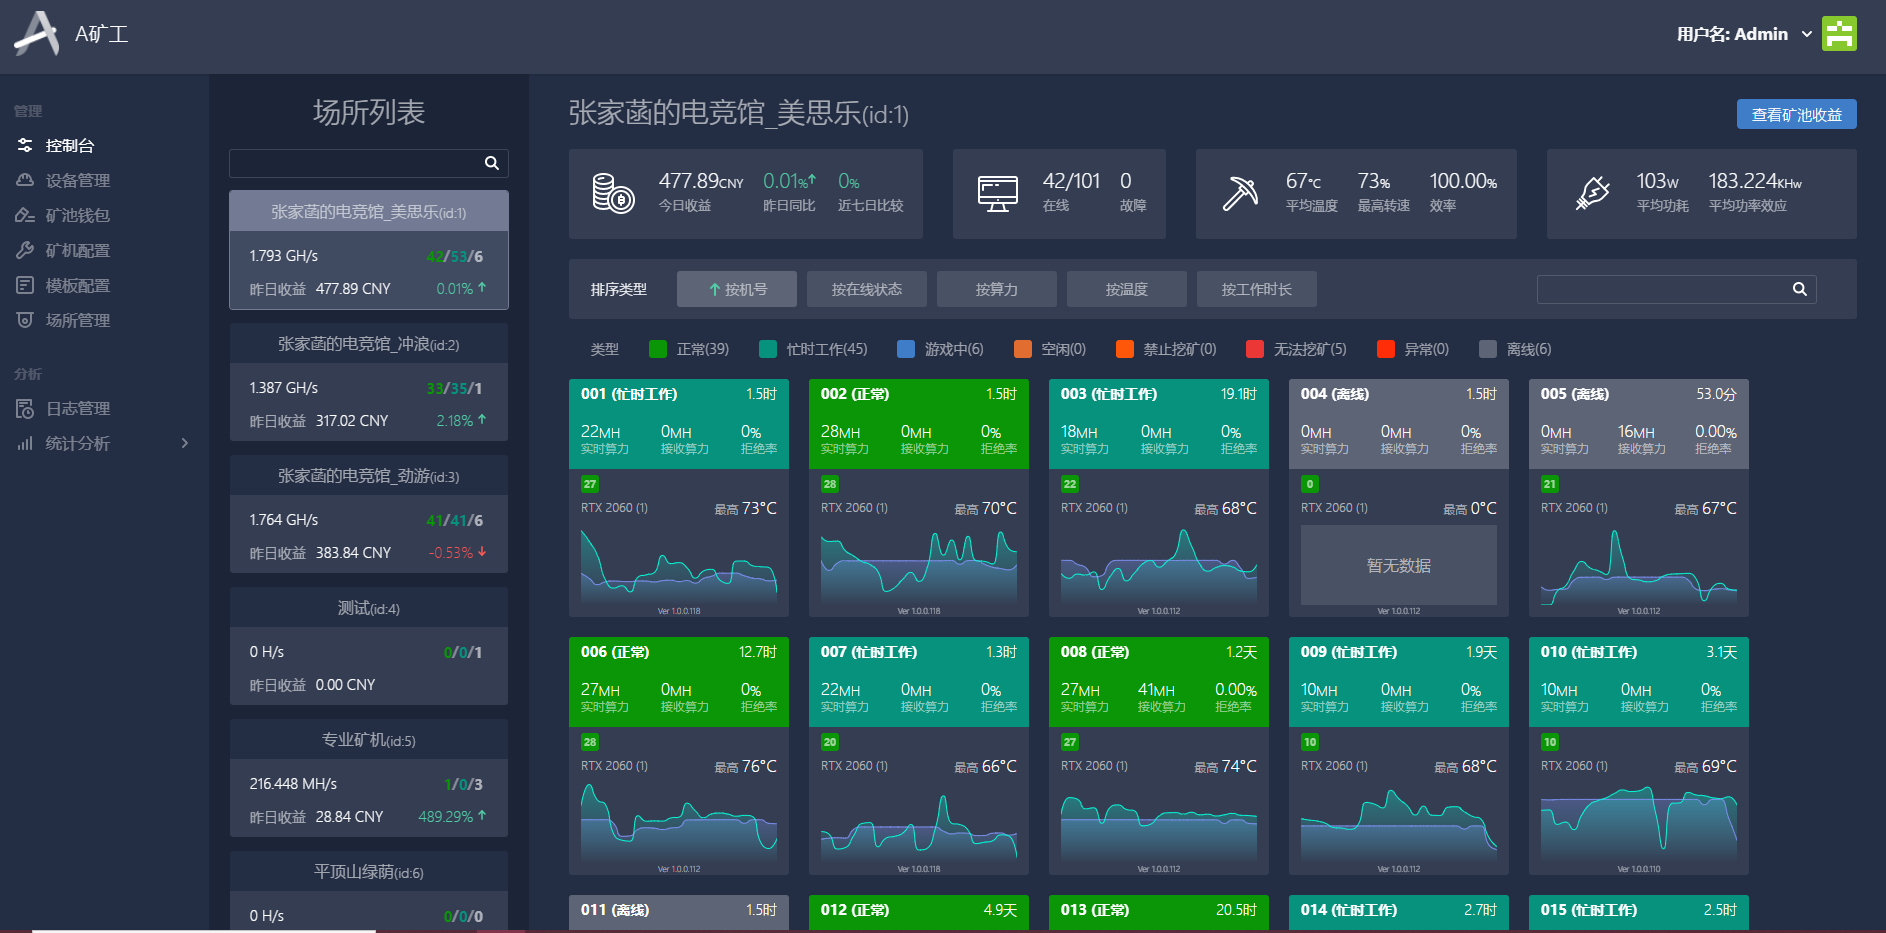 A矿工
用户名: Admin
管理
控制台
设备管理
矿池钱包
矿机配置
模板配置
场所管理
分析
日志管理
统计分析
场所列表
张家菡的电竞馆_美思乐(id:1)
1.793 GH/s 42/53/6
昨日收益 477.89 CNY 0.01%
张家菡的电竞馆_冲浪(id:2)
1.387 GH/s 33/35/1
昨日收益 317.02 CNY 2.18%
张家菡的电竞馆_劲游(id:3)
1.764 GH/s 41/41/6
昨日收益 383.84 CNY -0.53%
测试(id:4)
0 H/s 0/0/1
昨日收益 0.00 CNY
专业矿机(id:5)
216.448 MH/s 1/0/3
昨日收益 28.84 CNY 489.29%
平顶山绿荫(id:6)
0 H/s 0/0/0
张家菡的电竞馆_美思乐(id:1)
查看矿池收益
477.89CNY 0.01% 0%
今日收益 昨日同比 近七日比较
42/101 0
在线 故障
67°C 73% 100.00%
平均温度 最高转速 效率
103W 183.224KHw
平均功耗 平均功率效应
排序类型 按机号 按在线状态 按算力 按温度 按工作时长
类型 正常(39) 忙时工作(45) 游戏中(6) 空闲(0) 禁止挖矿(0) 无法挖矿(5) 异常(0) 离线(6)
001 (忙时工作) 1.5时
22MH 0MH 0%
实时算力 接收算力 拒绝率
27
RTX 2060 (1) 最高 73°C
Ver 1.0.0.118
002 (正常) 1.5时
28MH 0MH 0%
实时算力 接收算力 拒绝率
28
RTX 2060 (1) 最高 70°C
Ver 1.0.0.118
003 (忙时工作) 19.1时
18MH 0MH 0%
实时算力 接收算力 拒绝率
22
RTX 2060 (1) 最高 68°C
Ver 1.0.0.112
004 (离线) 1.5时
0MH 0MH 0%
实时算力 接收算力 拒绝率
0
RTX 2060 (1) 最高 0°C
暂无数据
Ver 1.0.0.112
005 (离线) 53.0分
0MH 16MH 0.00%
实时算力 接收算力 拒绝率
21
RTX 2060 (1) 最高 67°C
Ver 1.0.0.112
006 (正常) 12.7时
27MH 0MH 0%
实时算力 接收算力 拒绝率
28
RTX 2060 (1) 最高 76°C
Ver 1.0.0.112
007 (忙时工作) 1.3时
22MH 0MH 0%
实时算力 接收算力 拒绝率
20
RTX 2060 (1) 最高 66°C
Ver 1.0.0.118
008 (正常) 1.2天
27MH 41MH 0.00%
实时算力 接收算力 拒绝率
27
RTX 2060 (1) 最高 74°C
Ver 1.0.0.112
009 (忙时工作) 1.9天
10MH 0MH 0%
实时算力 接收算力 拒绝率
10
RTX 2060 (1) 最高 68°C
Ver 1.0.0.112
010 (忙时工作) 3.1天
10MH 0MH 0%
实时算力 接收算力 拒绝率
10
RTX 2060 (1) 最高 69°C
Ver 1.0.0.110
011 (离线) 1.5时
012 (正常) 4.9天
013 (正常) 20.5时
014 (忙时工作) 2.7时
015 (忙时工作) 2.5时